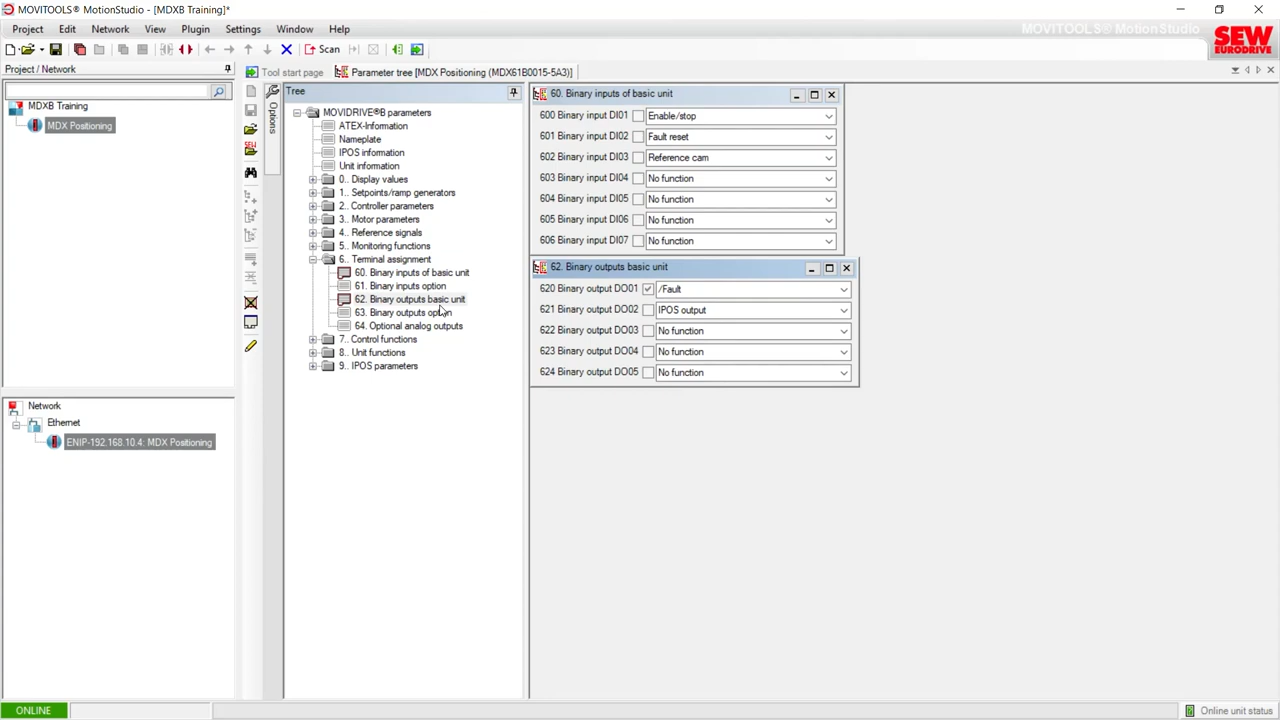 MOVITOOLS® MotionStudio - [MDXB Training]*
Project Edit Network View Plugin Settings Window Help
MOVITOOLS® MotionStudio
SEW
EURODRIVE
Scan
Project / Network
Tool start page
Parameter tree [MDX Positioning (MDX61B0015-5A3)]
MDXB Training
MDX Positioning
Network
Ethernet
ENIP-192.168.10.4: MDX Positioning
Options
SEW
Tree
MOVIDRIVE®B parameters
ATEX-Information
Nameplate
IPOS information
Unit information
0.. Display values
1.. Setpoints/ramp generators
2.. Controller parameters
3.. Motor parameters
4.. Reference signals
5.. Monitoring functions
6.. Terminal assignment
60. Binary inputs of basic unit
61. Binary inputs option
62. Binary outputs basic unit
63. Binary outputs option
64. Optional analog outputs
7.. Control functions
8.. Unit functions
9.. IPOS parameters
60. Binary inputs of basic unit
600 Binary input DI01 Enable/stop
601 Binary input DI02 Fault reset
602 Binary input DI03 Reference cam
603 Binary input DI04 No function
604 Binary input DI05 No function
605 Binary input DI06 No function
606 Binary input DI07 No function
62. Binary outputs basic unit
620 Binary output DO01 /Fault
621 Binary output DO02 IPOS output
622 Binary output DO03 No function
623 Binary output DO04 No function
624 Binary output DO05 No function
ONLINE
Online unit status